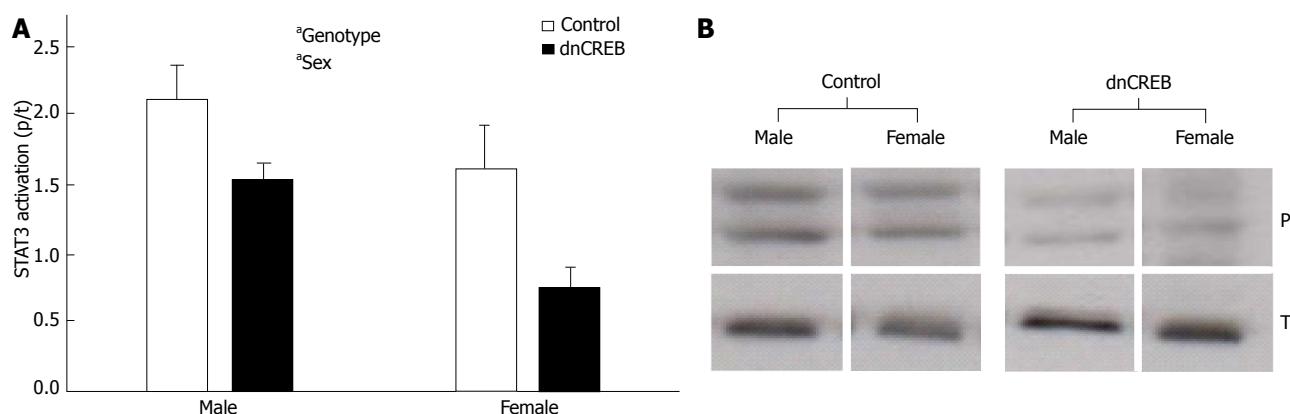 A
STAT3 activation (p/t)
2.5
2.0
1.5
1.0
0.5
0.0
ᵃGenotype
ᵃSex
Control
dnCREB
Male
Female
B
Control
dnCREB
Male
Female
Male
Female
P
T